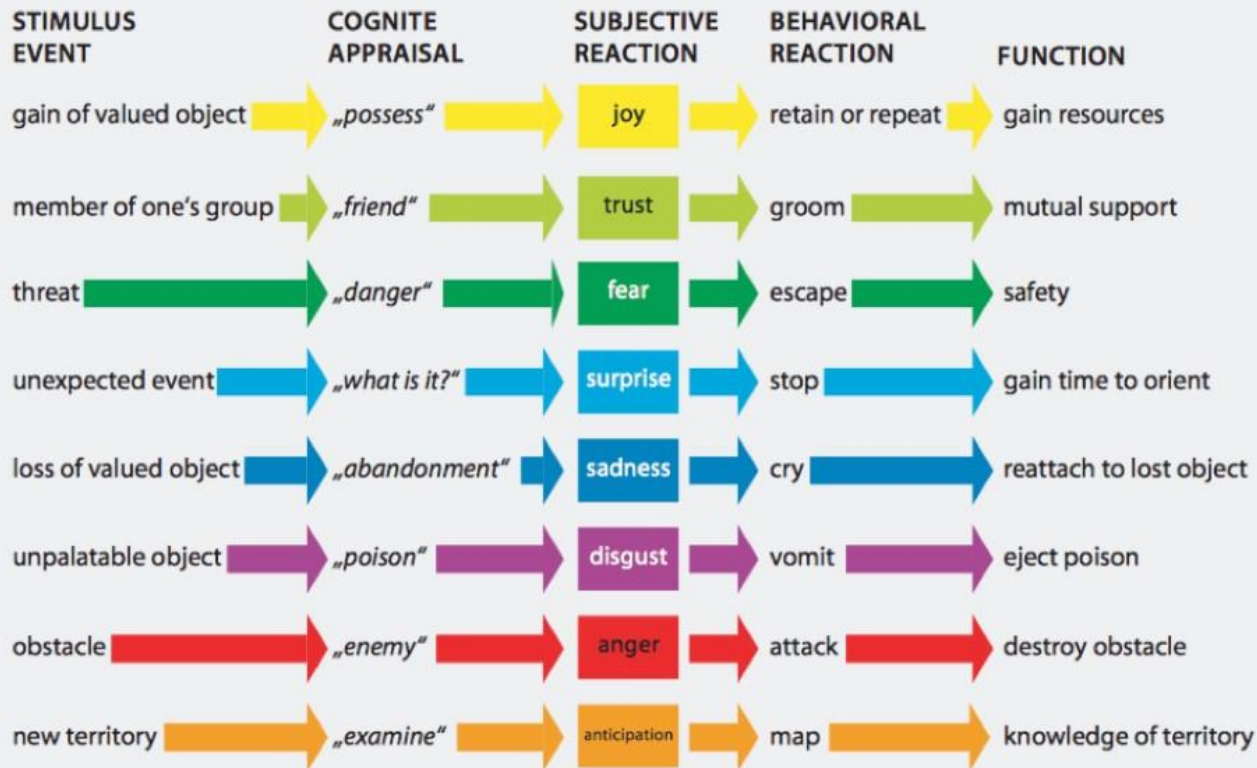 STIMULUS EVENT COGNITE APPRAISAL SUBJECTIVE REACTION BEHAVIORAL REACTION FUNCTION
gain of valued object „possess“ joy retain or repeat gain resources
member of one's group „friend“ trust groom mutual support
threat „danger“ fear escape safety
unexpected event „what is it?“ surprise stop gain time to orient
loss of valued object „abandonment“ sadness cry reattach to lost object
unpalatable object „poison“ disgust vomit eject poison
obstacle „enemy“ anger attack destroy obstacle
new territory „examine“ anticipation map knowledge of territory